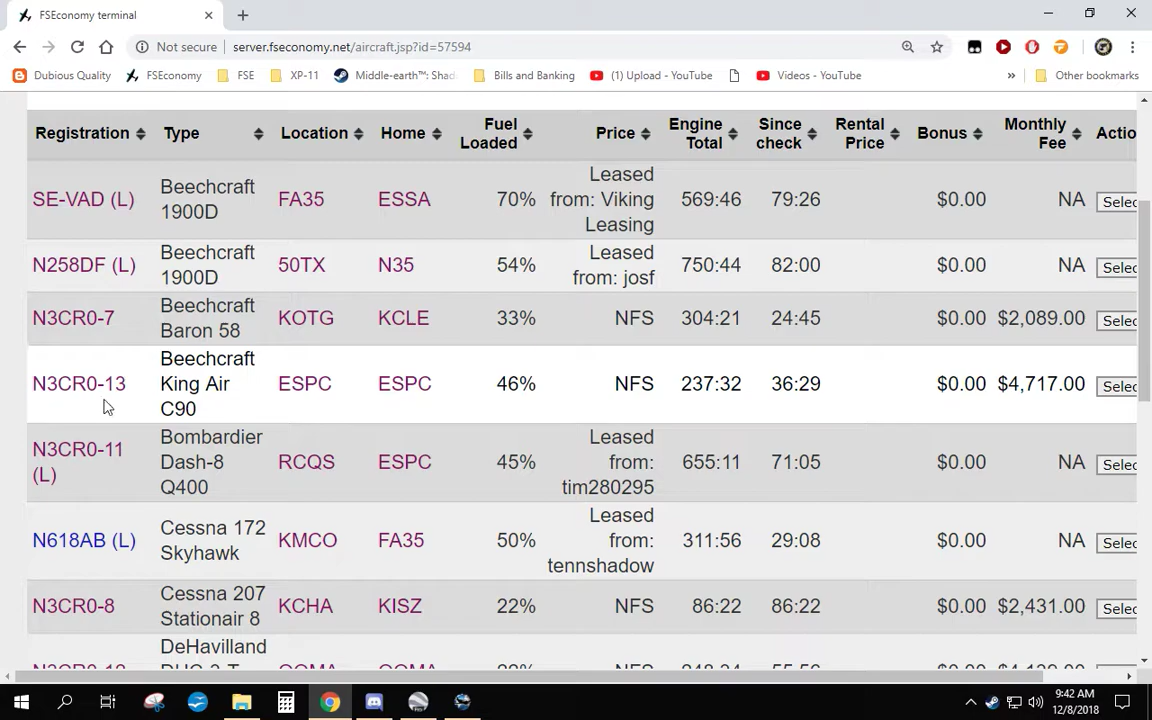 FSEconomy terminal
Not secure server.fseconomy.net/aircraft.jsp?id=57594
Dubious Quality FSEconomy FSE XP-11 Middle-earth™: Shad Bills and Banking (1) Upload - YouTube Videos - YouTube » Other bookmarks
Registration Type Location Home Fuel Loaded Price Engine Total Since check Rental Price Bonus Monthly Fee Actio
SE-VAD (L) Beechcraft 1900D FA35 ESSA 70% Leased from: Viking Leasing 569:46 79:26 $0.00 NA Selec
N258DF (L) Beechcraft 1900D 50TX N35 54% Leased from: josf 750:44 82:00 $0.00 NA Selec
N3CR0-7 Beechcraft Baron 58 KOTG KCLE 33% NFS 304:21 24:45 $0.00 $2,089.00 Selec
N3CR0-13 Beechcraft King Air C90 ESPC ESPC 46% NFS 237:32 36:29 $0.00 $4,717.00 Selec
N3CR0-11 (L) Bombardier Dash-8 Q400 RCQS ESPC 45% Leased from: tim280295 655:11 71:05 $0.00 NA Selec
N618AB (L) Cessna 172 Skyhawk KMCO FA35 50% Leased from: tennshadow 311:56 29:08 $0.00 NA Selec
N3CR0-8 Cessna 207 Stationair 8 KCHA KISZ 22% NFS 86:22 86:22 $0.00 $2,431.00 Selec
DeHavilland
9:42 AM
12/8/2018